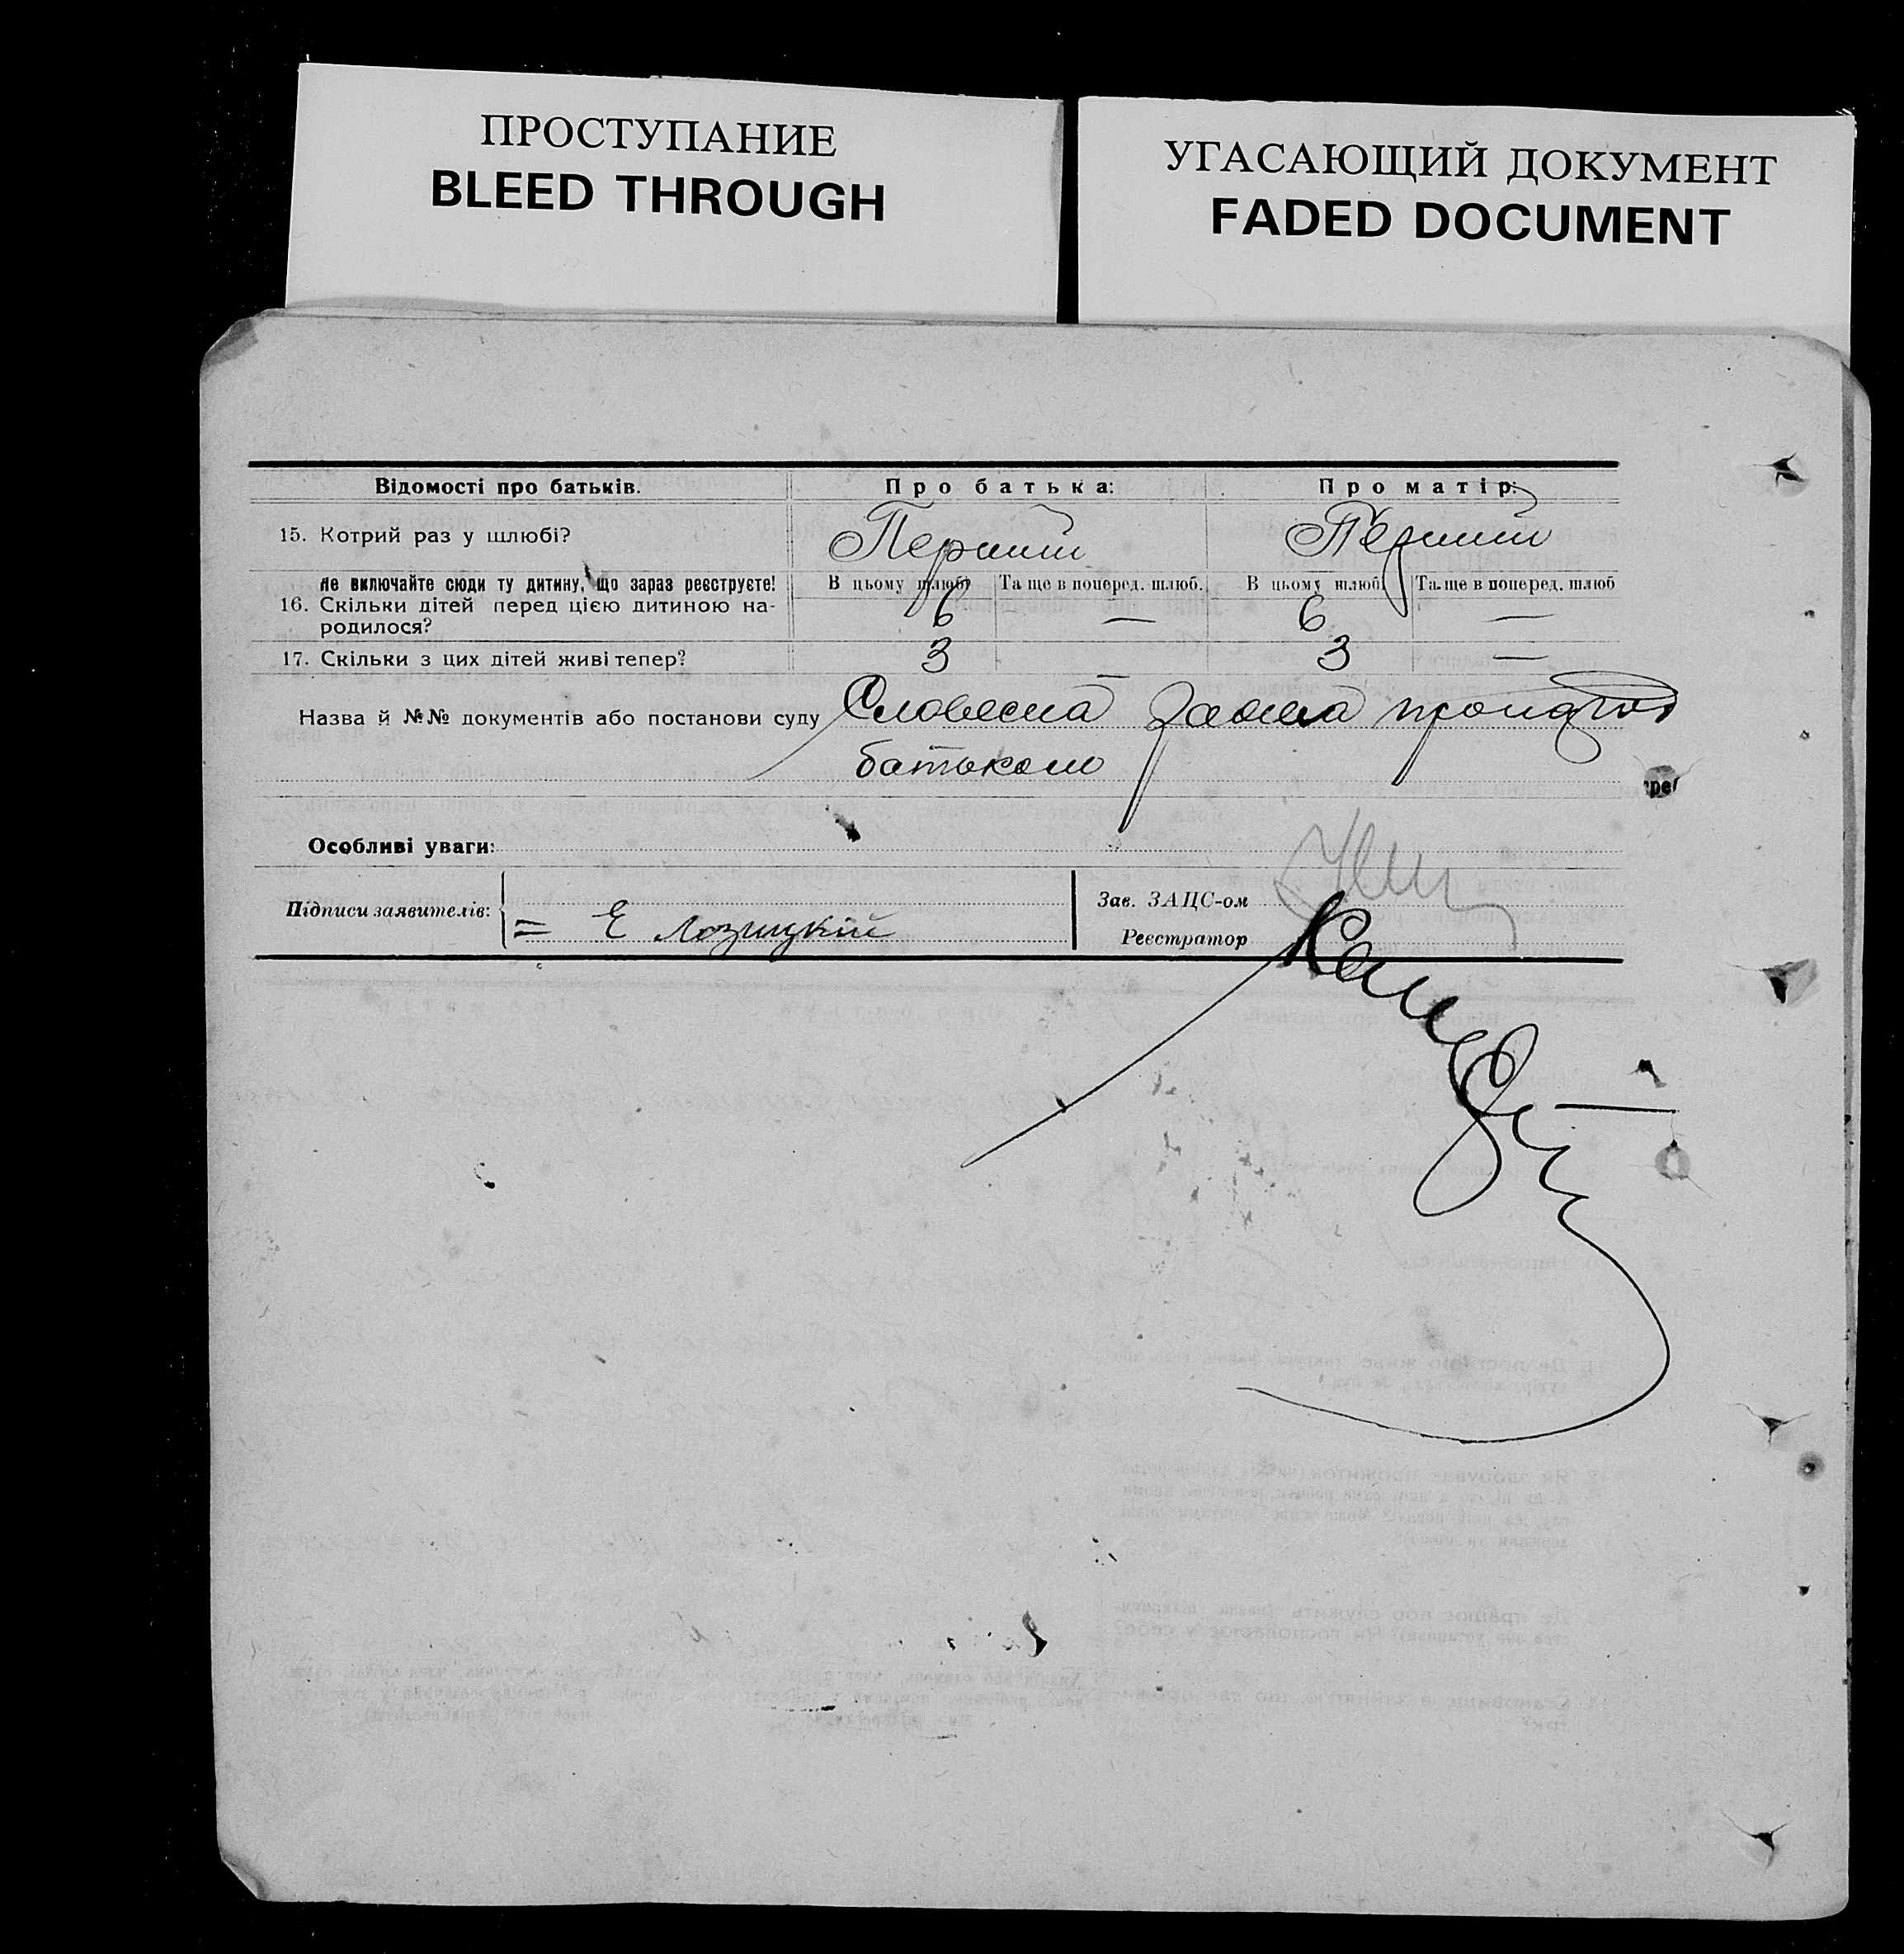 ПРОСТУПАНИЕ
BLEED THROUGH
УГАСАЮЩИЙ ДОКУМЕНТ
FADED DOCUMENT
Відомості про батьків. Про батька: Про матір:
15. Котрий раз у шлюбі? Перший Перший
Не включайте сюди ту дитину, що зараз реєструєте! В цьому шлюбі Та ще в поперед. шлюб. В цьому шлюбі Та ще в поперед. шлюб
16. Скільки дітей перед цією дитиною на-
родилося? 6 — 6 —
17. Скільки з цих дітей живі тепер? 3 3 —
Назва й №№ документів або постанови суду Словесна заява
батьком
Особливі уваги:
Підписи заявителів: = Е Лозицкій
Зав. ЗАЦС-ом
Реєстратор